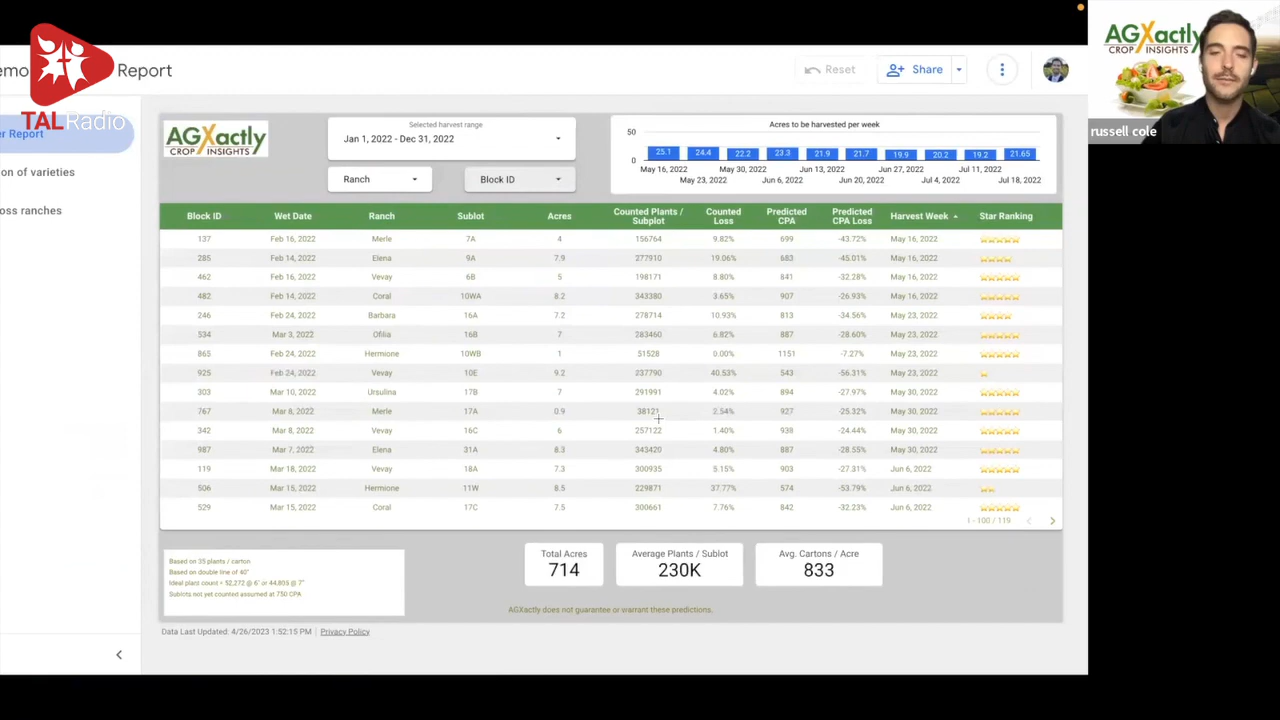 TAL Radio
emo
Report
Reset
Share
AGXactly
CROP INSIGHTS
russell cole
er Report
on of varieties
oss ranches
AGXactly
CROP INSIGHTS
Selected harvest range
Jan 1, 2022 - Dec 31, 2022
Ranch
Block ID
Acres to be harvested per week
50
0
25.1 24.4 22.2 23.3 21.9 21.7 19.9 20.2 19.2 21.65
May 16, 2022 May 30, 2022 Jun 13, 2022 Jun 27, 2022 Jul 11, 2022
May 23, 2022 Jun 6, 2022 Jun 20, 2022 Jul 4, 2022 Jul 18, 2022
Block ID Wet Date Ranch Sublot Acres Counted Plants / Subplot Counted Loss Predicted CPA Predicted CPA Loss Harvest Week Star Ranking
137 Feb 16, 2022 Merle 7A 4 156764 9.82% 699 -43.72% May 16, 2022
285 Feb 14, 2022 Elena 9A 7.9 277910 19.06% 683 -45.01% May 16, 2022
462 Feb 16, 2022 Vevay 6B 5 198171 8.80% 841 -32.28% May 16, 2022
482 Feb 14, 2022 Coral 10WA 8.2 343380 3.65% 907 -26.93% May 16, 2022
246 Feb 24, 2022 Barbara 16A 7.2 278714 10.93% 813 -34.56% May 23, 2022
534 Mar 3, 2022 Ofilia 16B 7 283460 6.82% 887 -28.60% May 23, 2022
865 Feb 24, 2022 Hermione 10WB 1 51528 0.00% 1151 -7.27% May 23, 2022
925 Feb 24, 2022 Vevay 10E 9.2 237790 40.53% 543 -56.31% May 23, 2022
303 Mar 10, 2022 Ursulina 17B 7 291991 4.02% 894 -27.97% May 30, 2022
767 Mar 8, 2022 Merle 17A 0.9 38121 2.54% 927 -25.32% May 30, 2022
342 Mar 8, 2022 Vevay 16C 6 257122 1.40% 938 -24.44% May 30, 2022
987 Mar 7, 2022 Elena 31A 8.3 343420 4.80% 887 -28.55% May 30, 2022
119 Mar 18, 2022 Vevay 18A 7.3 300935 5.15% 903 -27.31% Jun 6, 2022
506 Mar 15, 2022 Hermione 11W 8.5 229871 37.77% 574 -53.79% Jun 6, 2022
529 Mar 15, 2022 Coral 17C 7.5 300661 7.76% 842 -32.23% Jun 6, 2022
1 - 100 / 119
Based on 35 plants / carton
Based on double line of 40"
Ideal plant count = 52,272 @ 6" or 44,805 @ 7"
Sublots not yet counted assumed at 750 CPA
Total Acres
714
Average Plants / Sublot
230K
Avg. Cartons / Acre
833
AGXactly does not guarantee or warrant these predictions.
Data Last Updated: 4/26/2023 1:52:15 PM | Privacy Policy